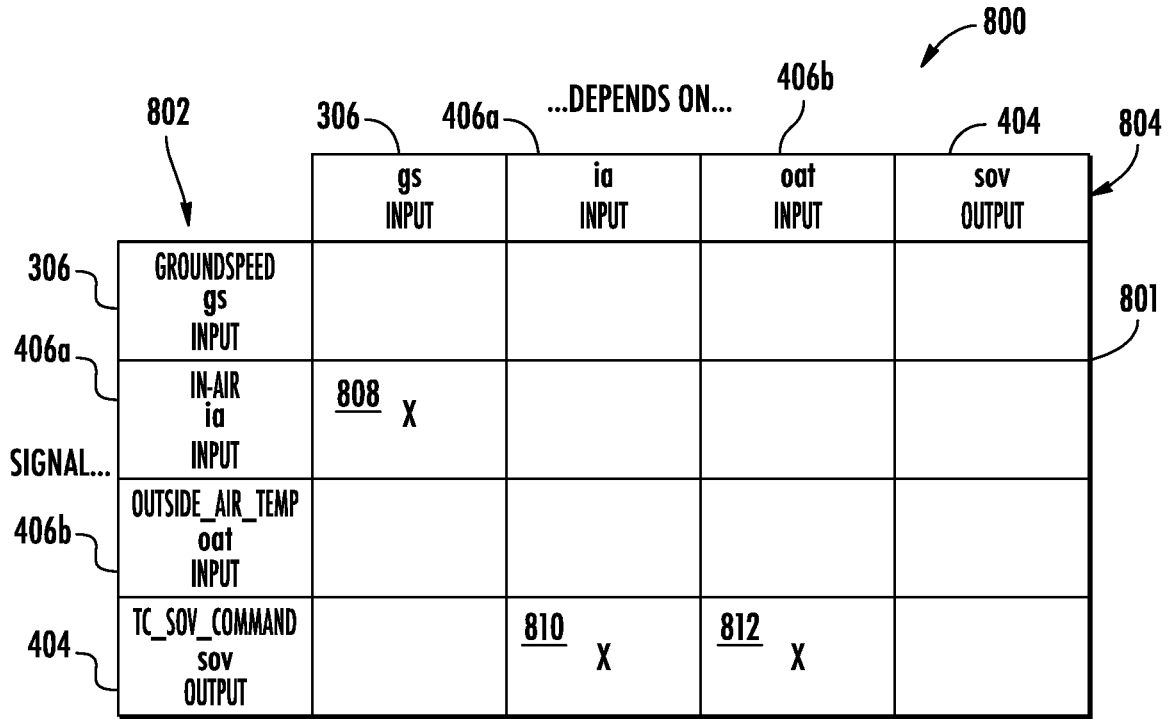 800
...DEPENDS ON...
802
306
406a
406b
404
804
gs
INPUT
ia
INPUT
oat
INPUT
sov
OUTPUT
306
GROUNDSPEED
gs
INPUT
801
406a
IN-AIR
ia
INPUT
808 X
SIGNAL...
406b
OUTSIDE_AIR_TEMP
oat
INPUT
404
TC_SOV_COMMAND
sov
OUTPUT
810 X
812 X